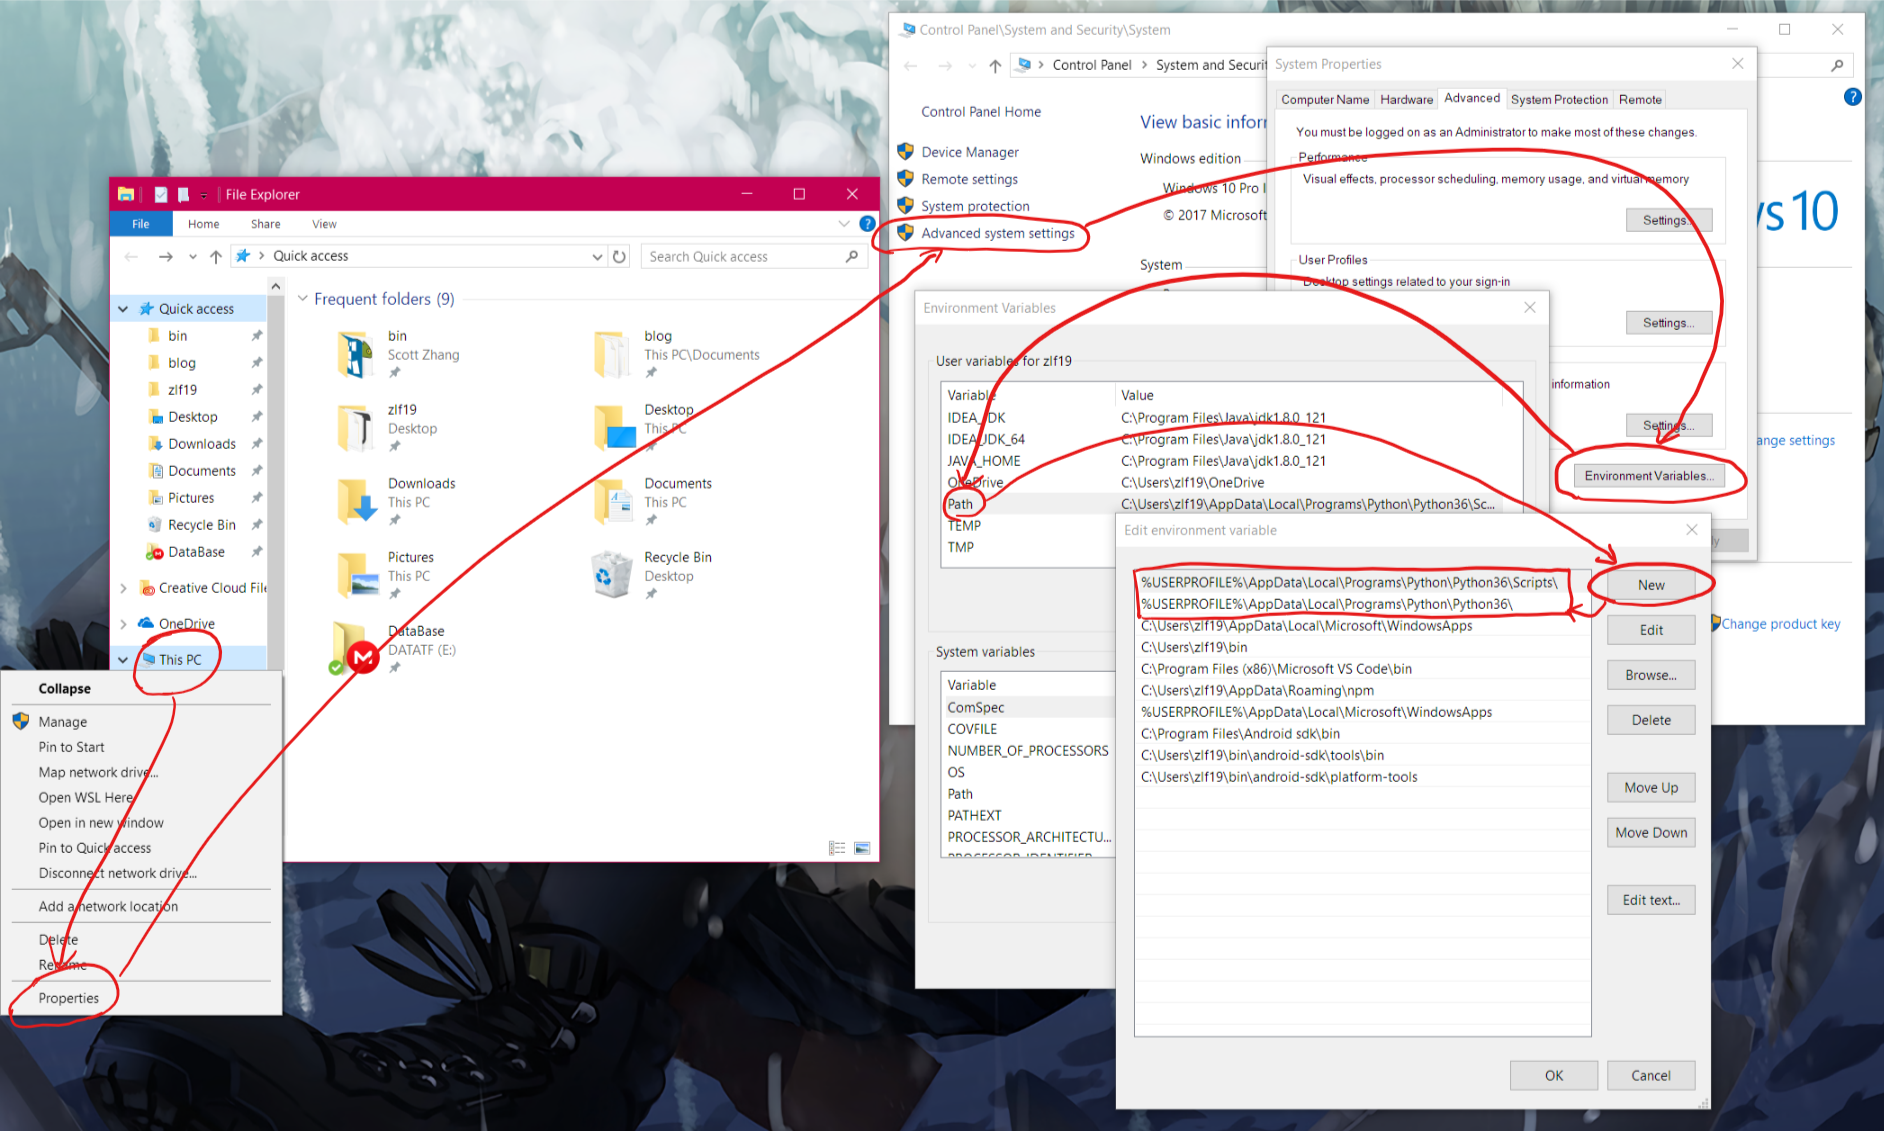 File Explorer
File
Home
Share
View
Quick access
Search Quick access
Quick access
bin
blog
zlf19
Desktop
Downloads
Documents
Pictures
Recycle Bin
DataBase
Creative Cloud File
OneDrive
This PC
Frequent folders (9)
bin
Scott Zhang
blog
This PC\Documents
zlf19
Desktop
Desktop
This PC
Downloads
This PC
Documents
This PC
Pictures
This PC
Recycle Bin
Desktop
DataBase
DATATF (E:)
Collapse
Manage
Pin to Start
Map network drive...
Open WSL Here
Open in new window
Pin to Quick access
Disconnect network drive...
Add a network location
Delete
Rename
Properties
Control Panel\System and Security\System
Control Panel
System and Securit
Control Panel Home
Device Manager
Remote settings
System protection
Advanced system settings
View basic infor
Windows edition
Windows 10 Pro
© 2017 Microsoft
System
ws 10
ange settings
Change product key
System Properties
Computer Name
Hardware
Advanced
System Protection
Remote
You must be logged on as an Administrator to make most of these changes.
Performance
Visual effects, processor scheduling, memory usage, and virtual memory
Settings...
User Profiles
Desktop settings related to your sign-in
Settings...
information
Settings...
Environment Variables...
Environment Variables
User variables for zlf19
Variable
Value
IDEA_JDK
C:\Program Files\Java\jdk1.8.0_121
IDEA_JDK_64
C:\Program Files\Java\jdk1.8.0_121
JAVA_HOME
C:\Program Files\Java\jdk1.8.0_121
OneDrive
C:\Users\zlf19\OneDrive
Path
C:\Users\zlf19\AppData\Local\Programs\Python\Python36\Sc...
TEMP
TMP
System variables
Variable
ComSpec
COVFILE
NUMBER_OF_PROCESSORS
OS
Path
PATHEXT
PROCESSOR_ARCHITECTU...
PROCESSOR_IDENTIFIER
Edit environment variable
%USERPROFILE%\AppData\Local\Programs\Python\Python36\Scripts\
%USERPROFILE%\AppData\Local\Programs\Python\Python36\
C:\Users\zlf19\AppData\Local\Microsoft\WindowsApps
C:\Users\zlf19\bin
C:\Program Files (x86)\Microsoft VS Code\bin
C:\Users\zlf19\AppData\Roaming\npm
%USERPROFILE%\AppData\Local\Microsoft\WindowsApps
C:\Program Files\Android sdk\bin
C:\Users\zlf19\bin\android-sdk\tools\bin
C:\Users\zlf19\bin\android-sdk\platform-tools
New
Edit
Browse...
Delete
Move Up
Move Down
Edit text...
OK
Cancel